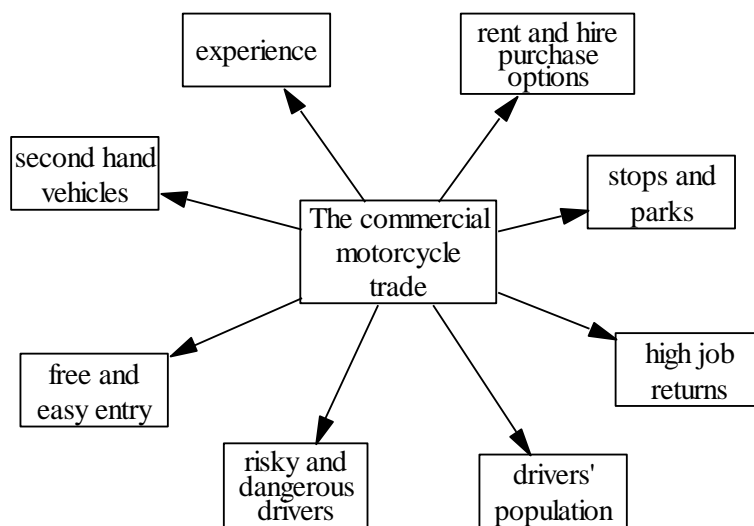 experience
rent and hire
purchase
options
second hand
vehicles
stops and
parks
The commercial
motorcycle
trade
free and
easy entry
high job
returns
risky and
dangerous
drivers
drivers'
population